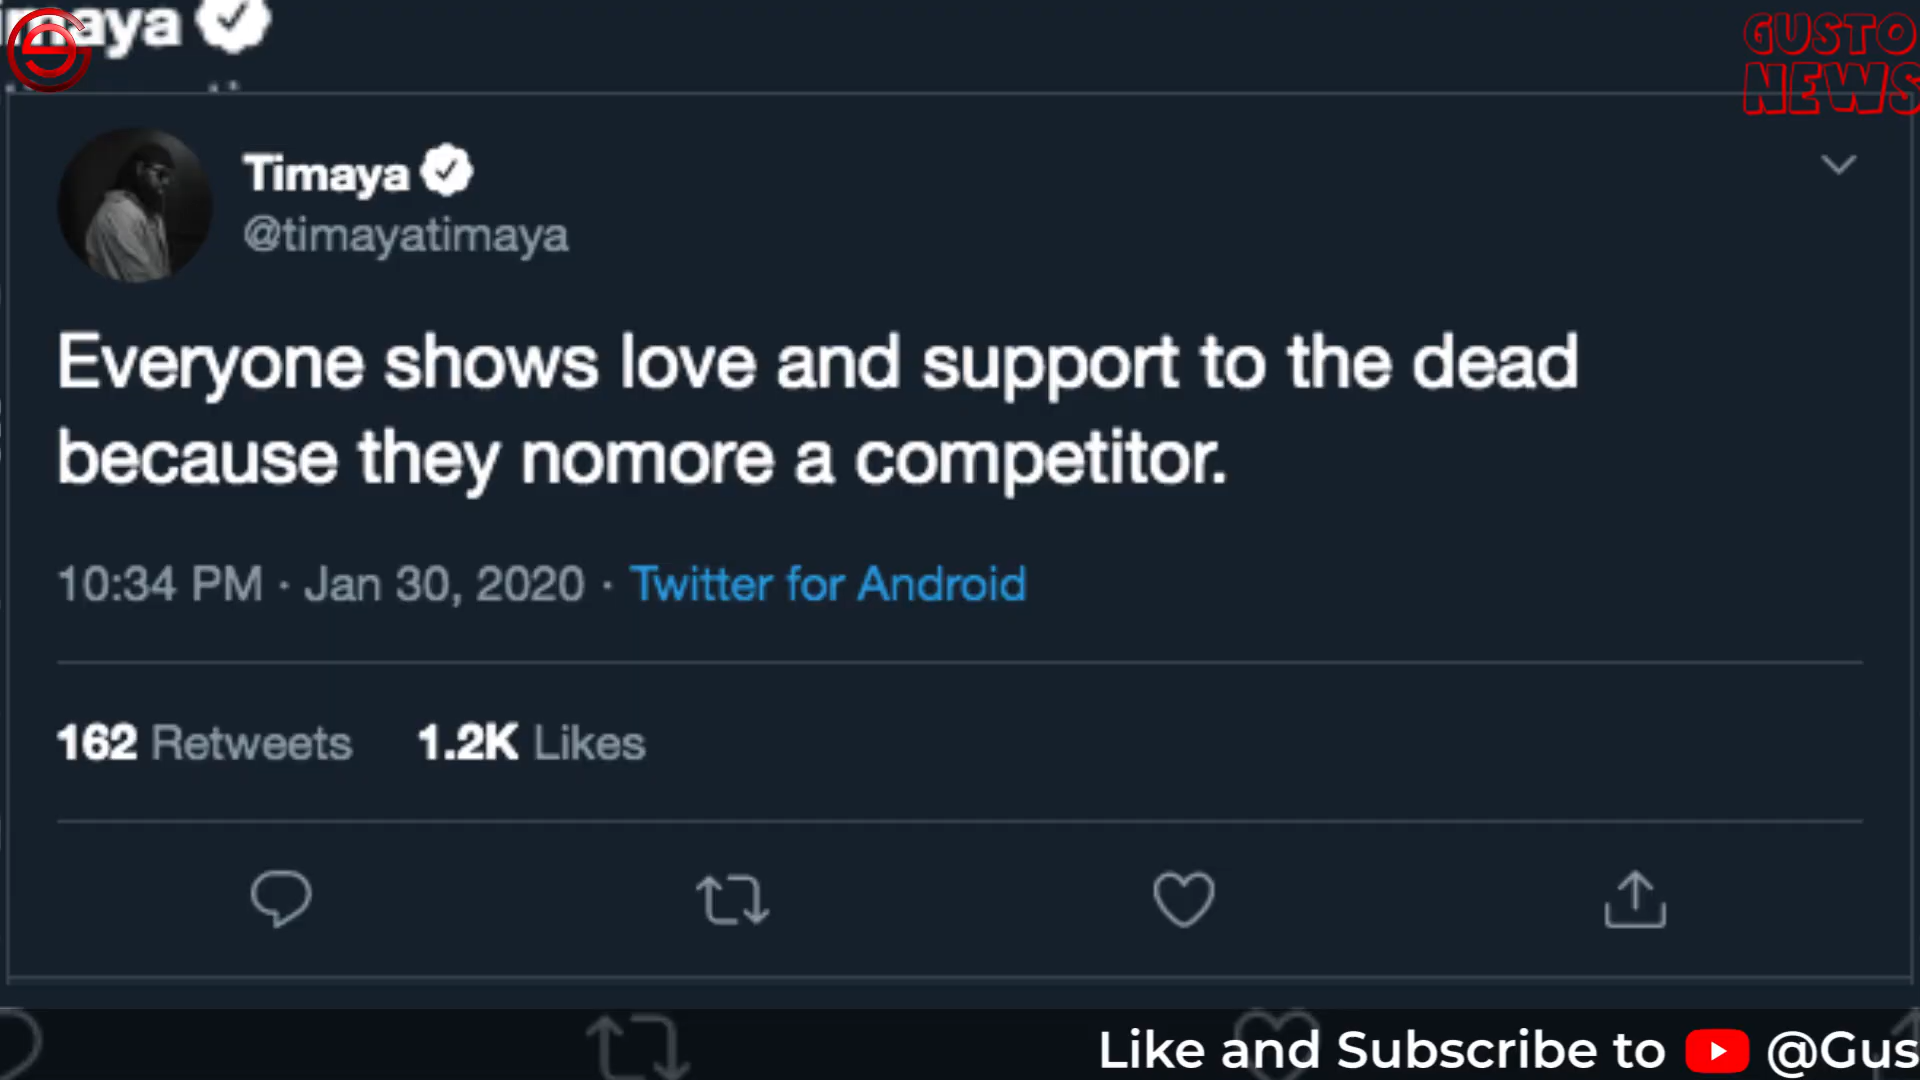 imaya
GUSTO
NEWS
Timaya
@timayatimaya
Everyone shows love and support to the dead
because they nomore a competitor.
10:34 PM · Jan 30, 2020 · Twitter for Android
162 Retweets 1.2K Likes
Like and Subscribe to @Gus